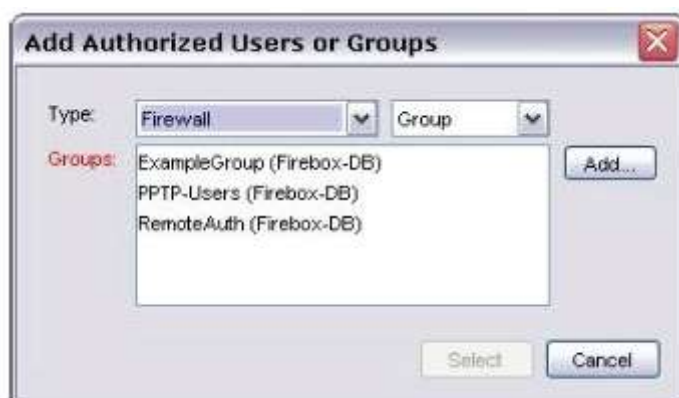 Add Authorized Users or Groups
Type: Firewall Group
Groups: ExampleGroup (Firebox-DB)
PPTP-Users (Firebox-DB)
RemoteAuth (Firebox-DB)
Add...
Select Cancel